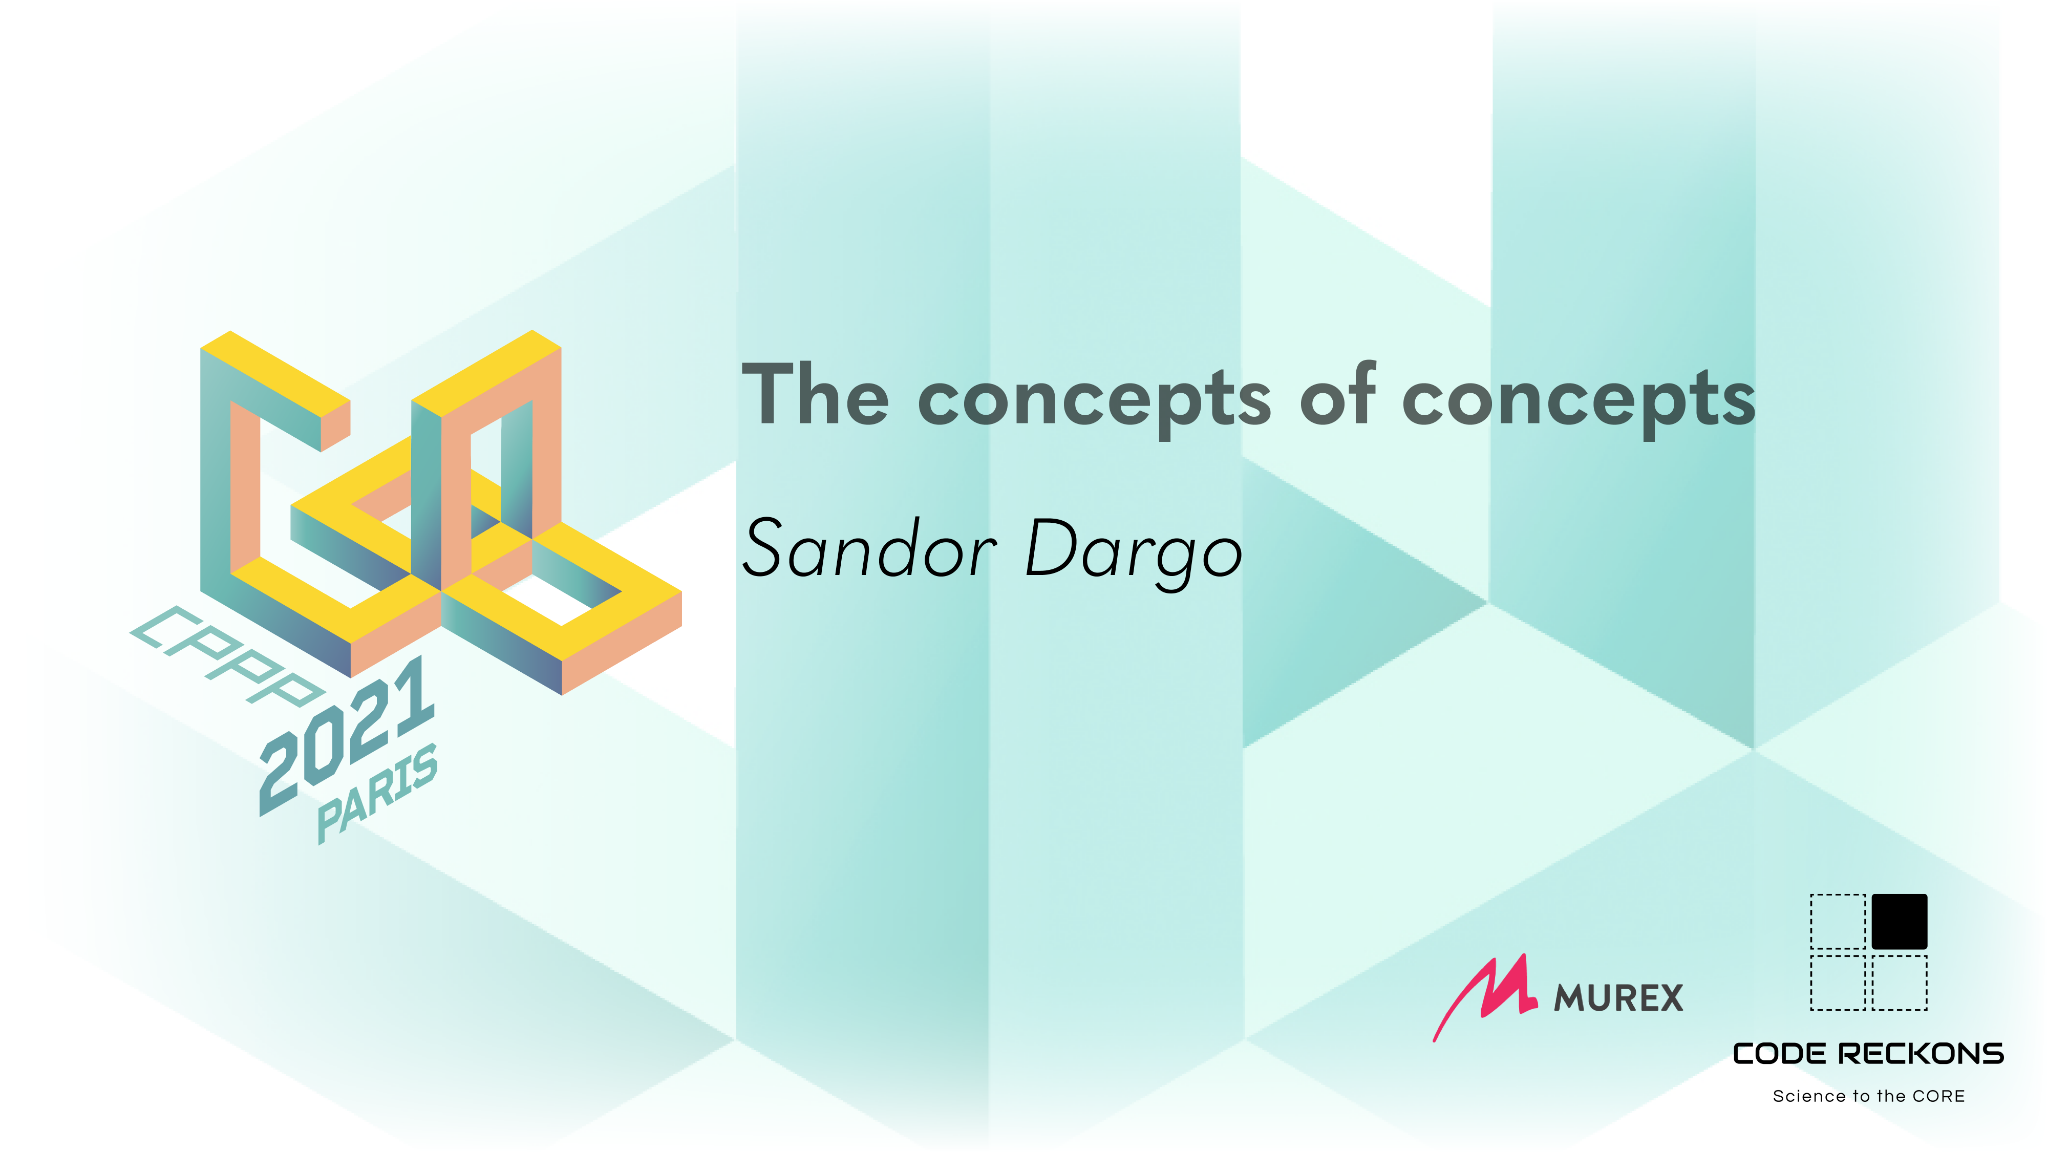 The concepts of concepts
Sandor Dargo
CPPP
2021
PARIS
MUREX
CODE RECKONS
Science to the CORE